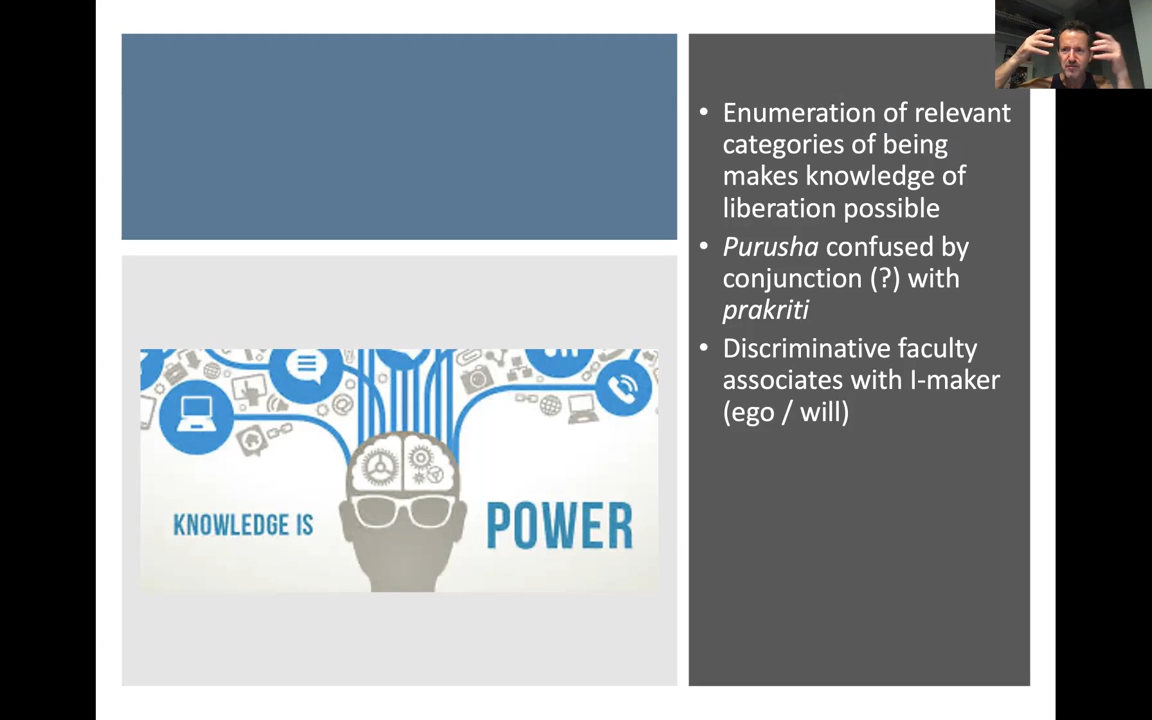 • Enumeration of relevant
categories of being
makes knowledge of
liberation possible
• Purusha confused by
conjunction (?) with
prakriti
• Discriminative faculty
associates with I-maker
(ego / will)
KNOWLEDGE IS
POWER